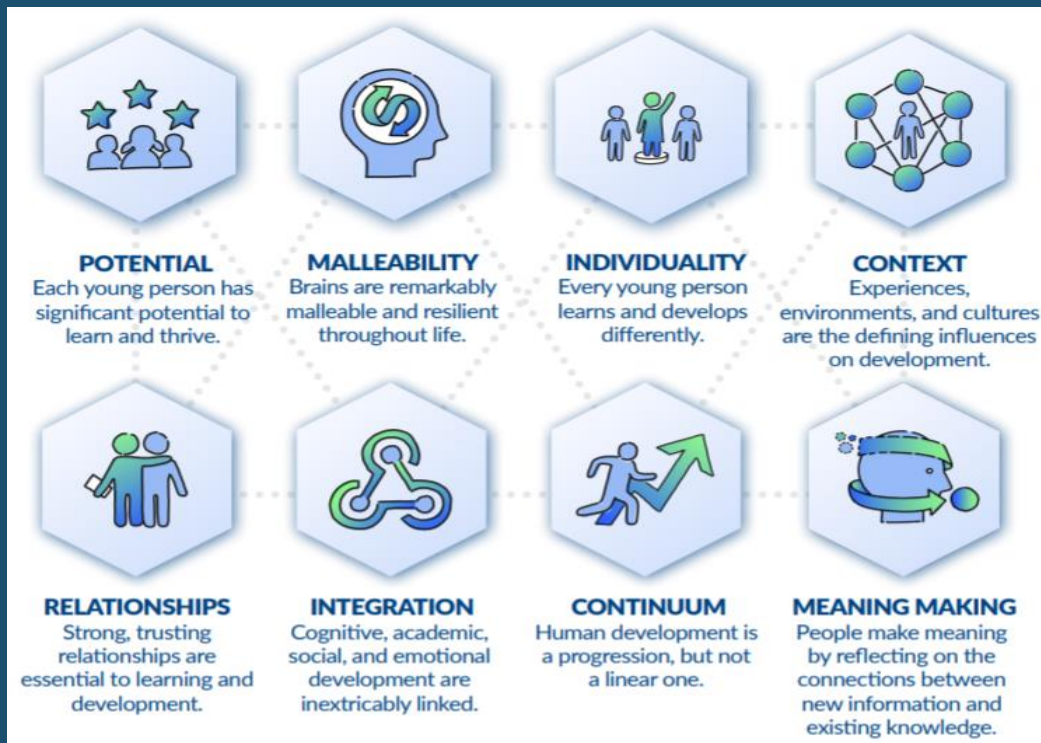 POTENTIAL
Each young person has
significant potential to
learn and thrive.
MALLEABILITY
Brains are remarkably
malleable and resilient
throughout life.
INDIVIDUALITY
Every young person
learns and develops
differently.
CONTEXT
Experiences,
environments, and cultures
are the defining influences
on development.
RELATIONSHIPS
Strong, trusting
relationships are
essential to learning and
development.
INTEGRATION
Cognitive, academic,
social, and emotional
development are
inextricably linked.
CONTINUUM
Human development is
a progression, but not
a linear one.
MEANING MAKING
People make meaning
by reflecting on the
connections between
new information and
existing knowledge.